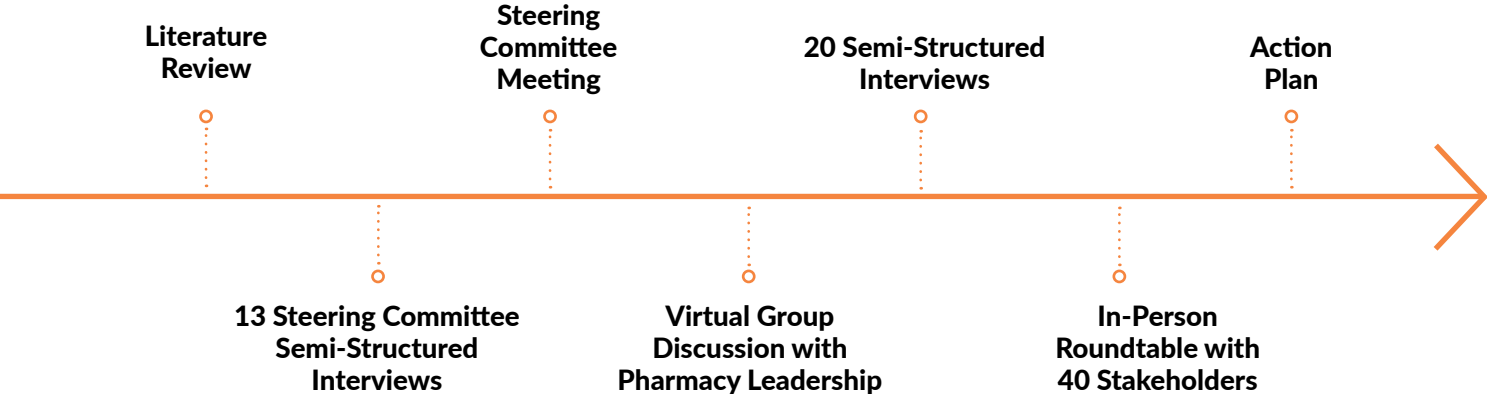 Literature
Review
13 Steering Committee
Semi-Structured
Interviews
Steering
Committee
Meeting
Virtual Group
Discussion with
Pharmacy Leadership
20 Semi-Structured
Interviews
In-Person
Roundtable with
40 Stakeholders
Action
Plan